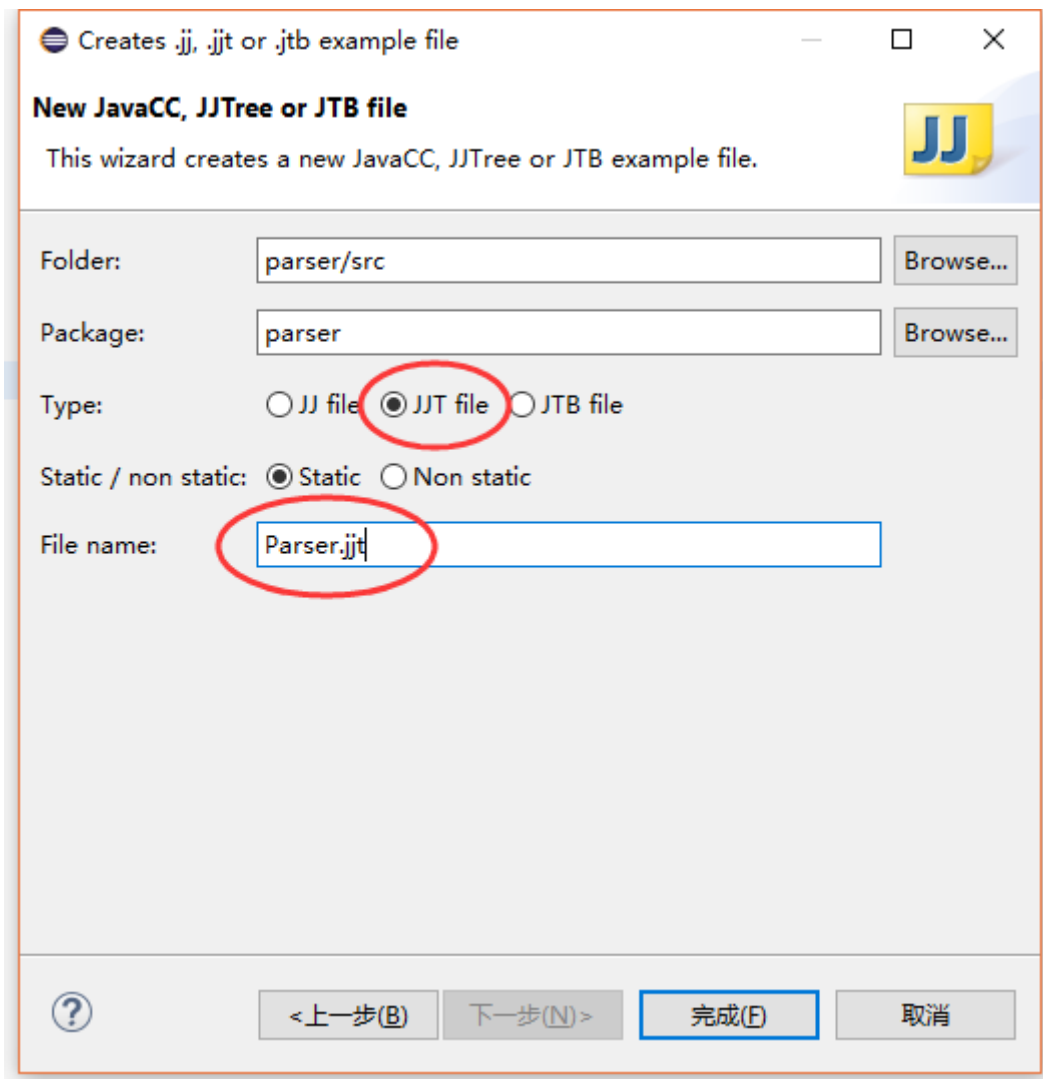 Creates .jj, .jjt or .jtb example file
New JavaCC, JJTree or JTB file
This wizard creates a new JavaCC, JJTree or JTB example file.
JJ
Folder: parser/src Browse...
Package: parser Browse...
Type: JJ file JJT file JTB file
Static / non static: Static Non static
File name: Parser.jjt
? <上一步(B) 下一步(N)> 完成(F) 取消